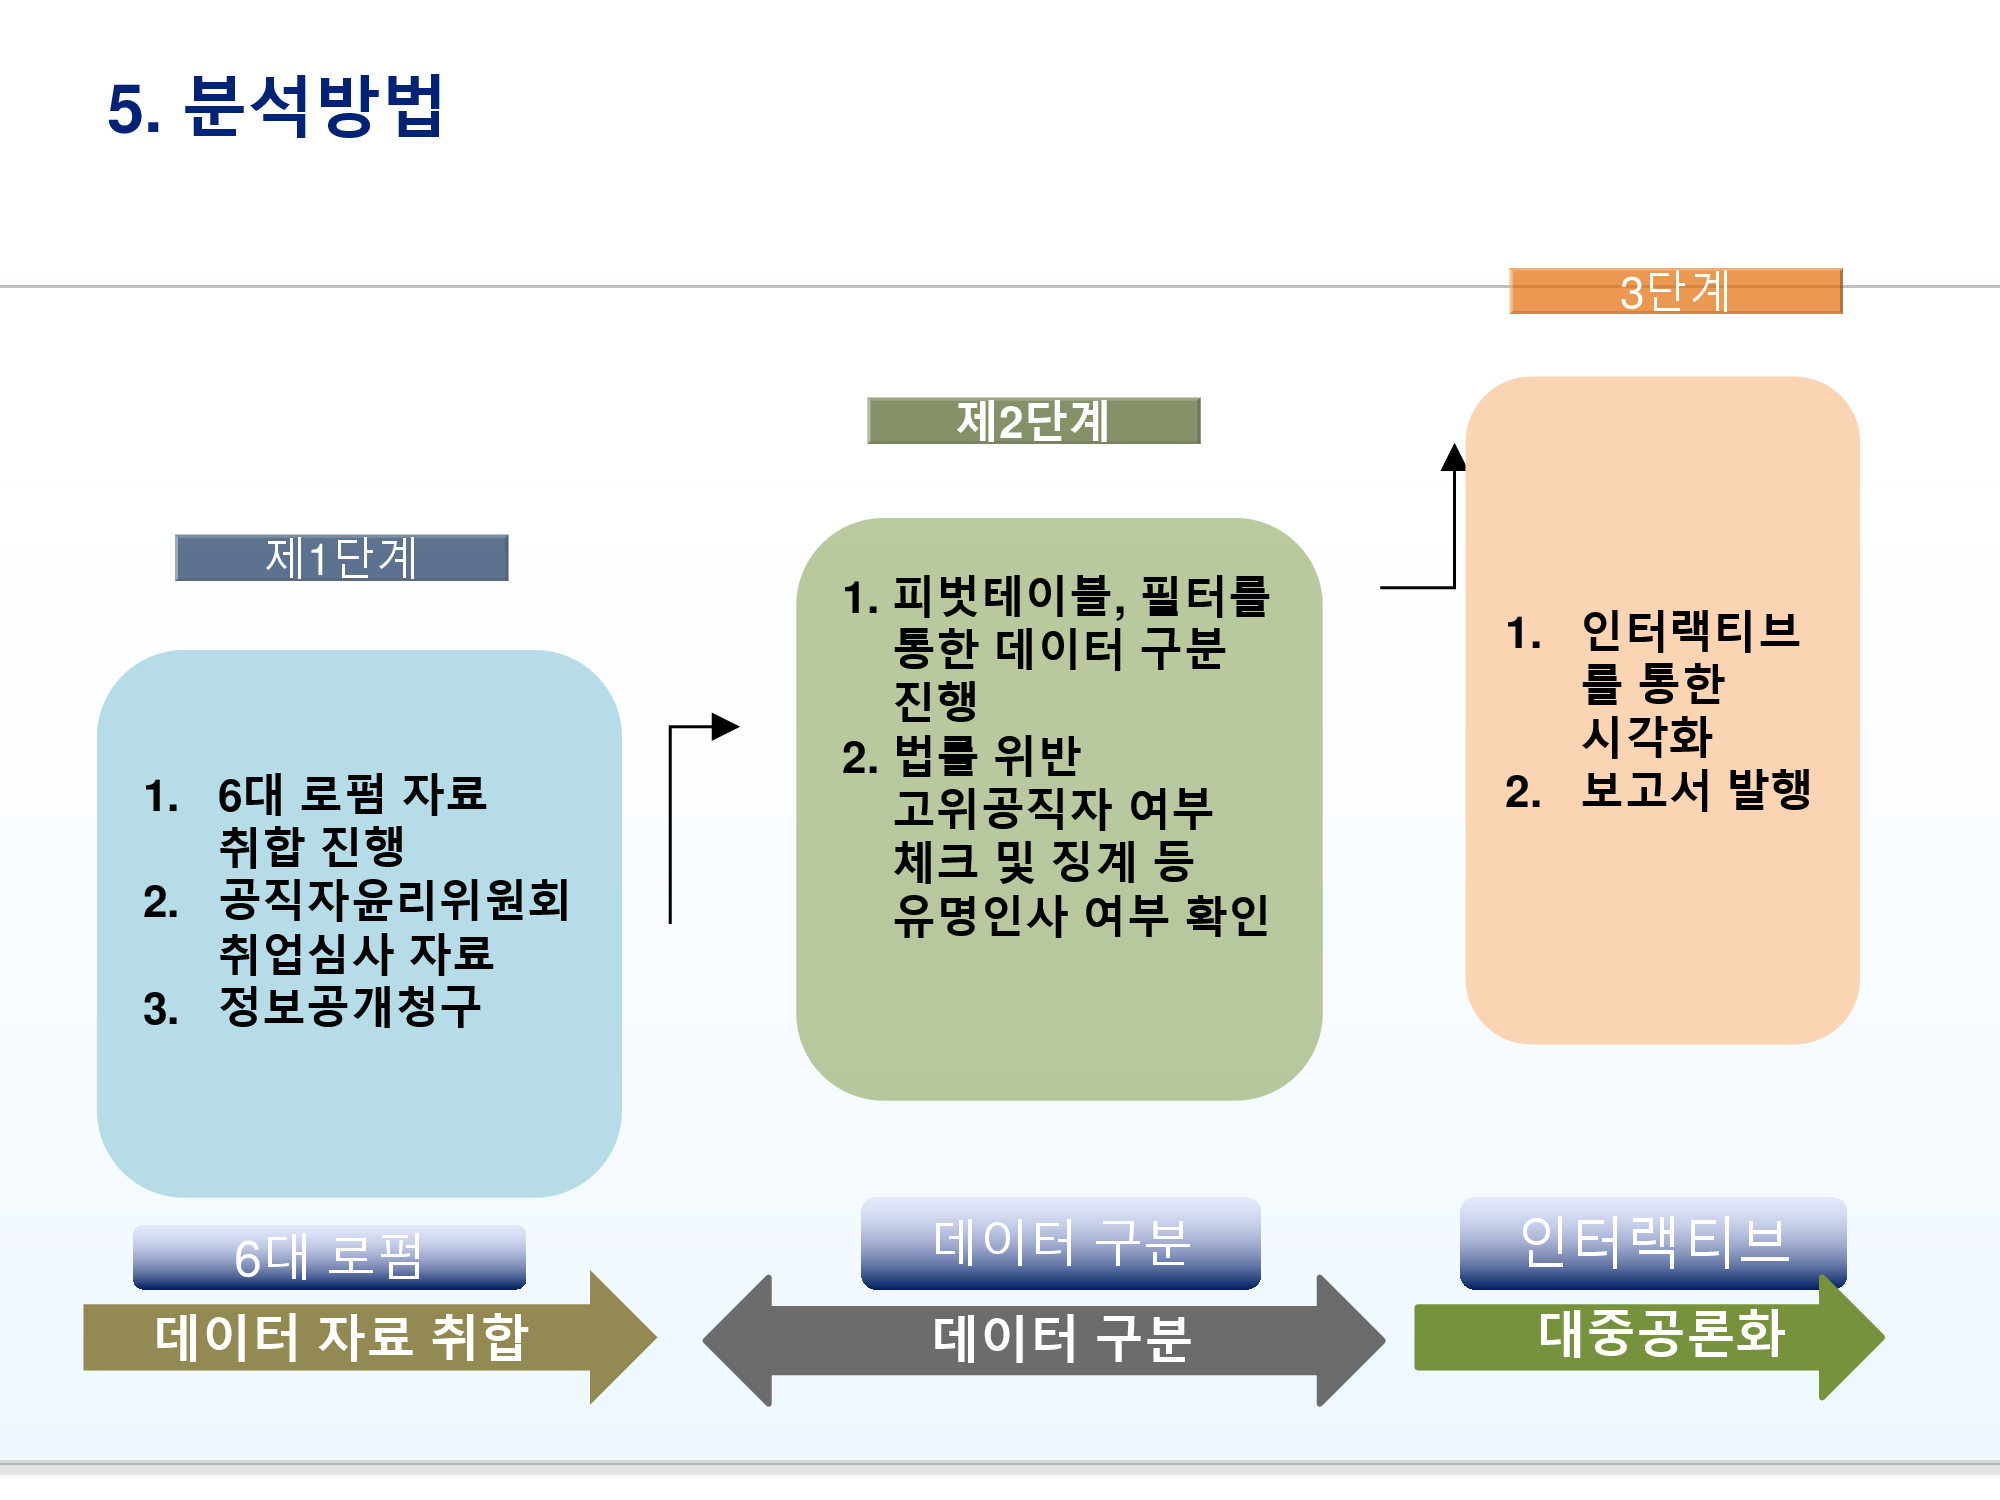 5. 분석방법
제1단계
1. 6대 로펌 자료
취합 진행
2. 공직자윤리위원회
취업심사 자료
3. 정보공개청구
제2단계
1. 피벗테이블, 필터를
통한 데이터 구분
진행
2. 법률 위반
고위공직자 여부
체크 및 징계 등
유명인사 여부 확인
3단계
1. 인터랙티브
를 통한
시각화
2. 보고서 발행
6대 로펌
데이터 자료 취합
데이터 구분
데이터 구분
인터랙티브
대중공론화